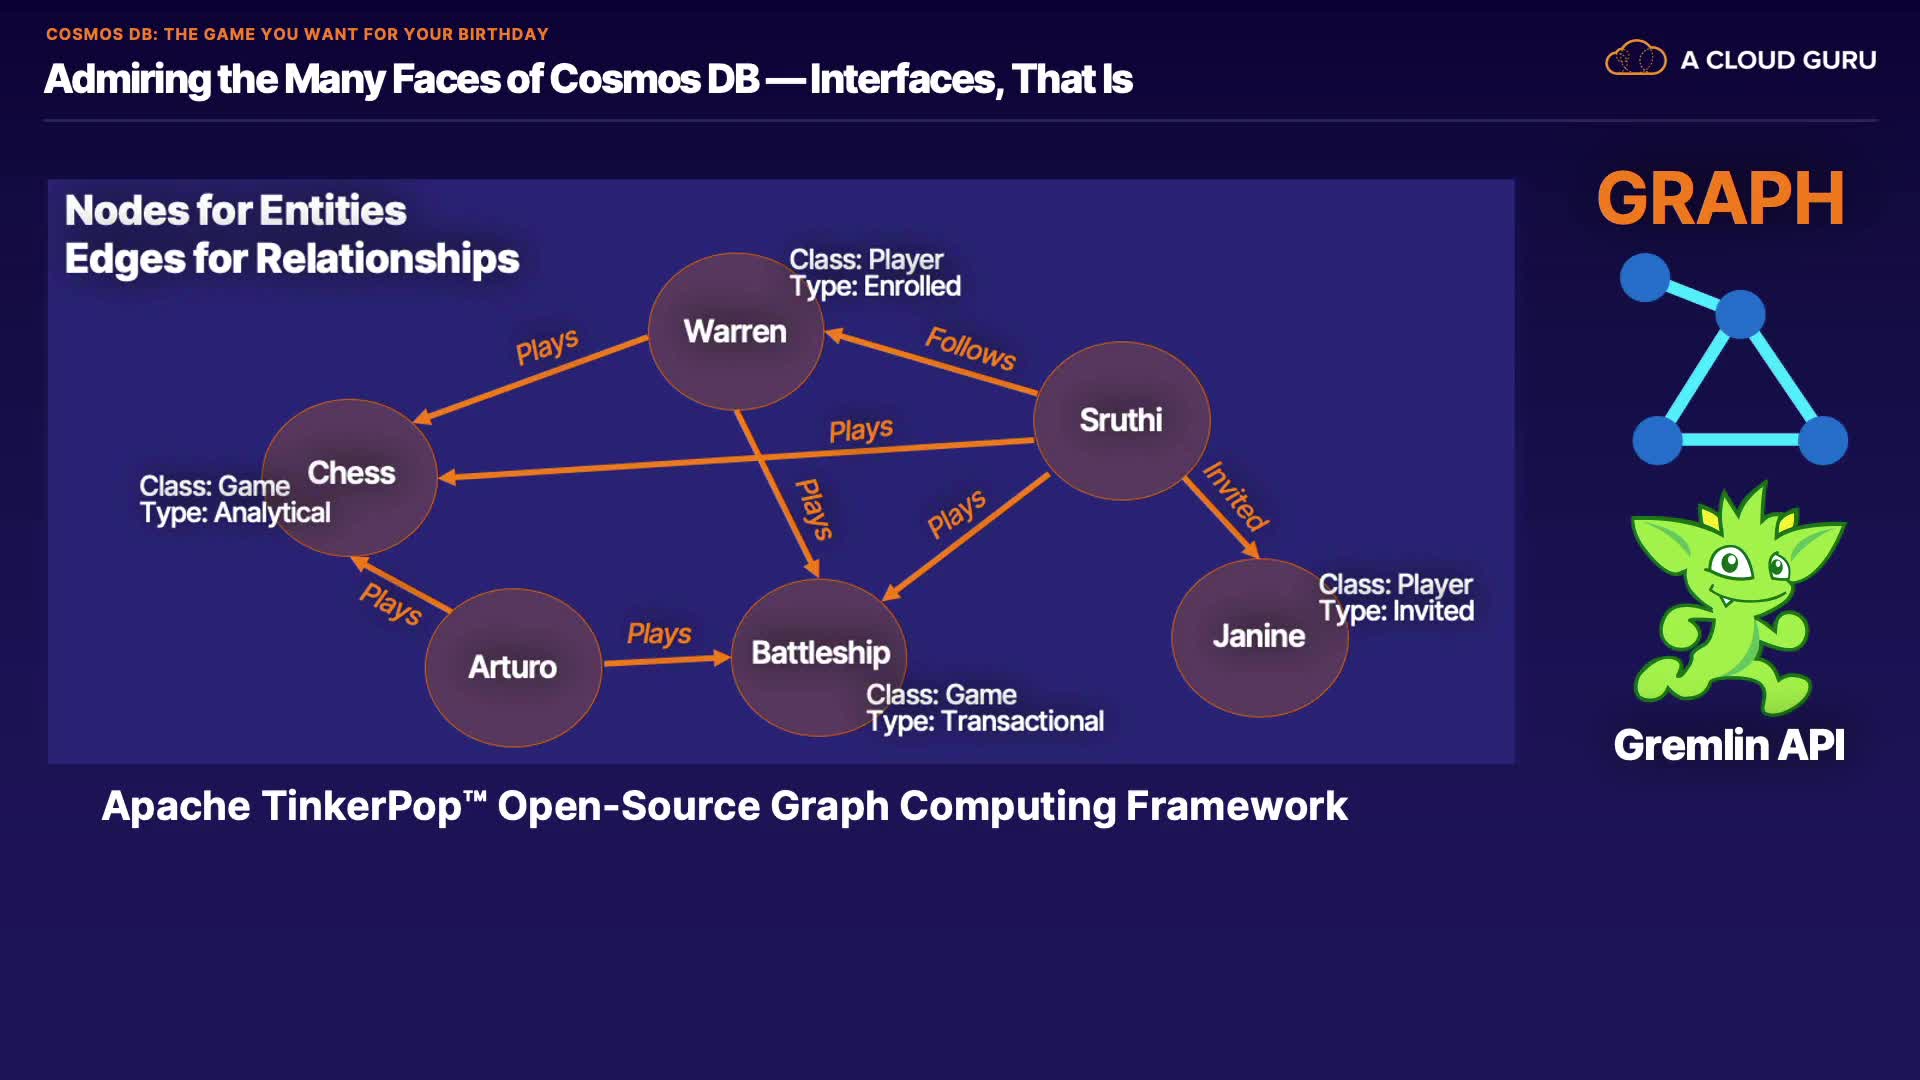 COSMOS DB: THE GAME YOU WANT FOR YOUR BIRTHDAY
Admiring the Many Faces of Cosmos DB — Interfaces, That Is
A CLOUD GURU
Nodes for Entities
Edges for Relationships
GRAPH
Class: Player
Type: Enrolled
Warren
Plays
Follows
Sruthi
Plays
Chess
Class: Game
Type: Analytical
Plays
Plays
Invited
Class: Player
Type: Invited
Janine
Plays
Arturo
Plays
Battleship
Class: Game
Type: Transactional
Gremlin API
Apache TinkerPop™ Open-Source Graph Computing Framework